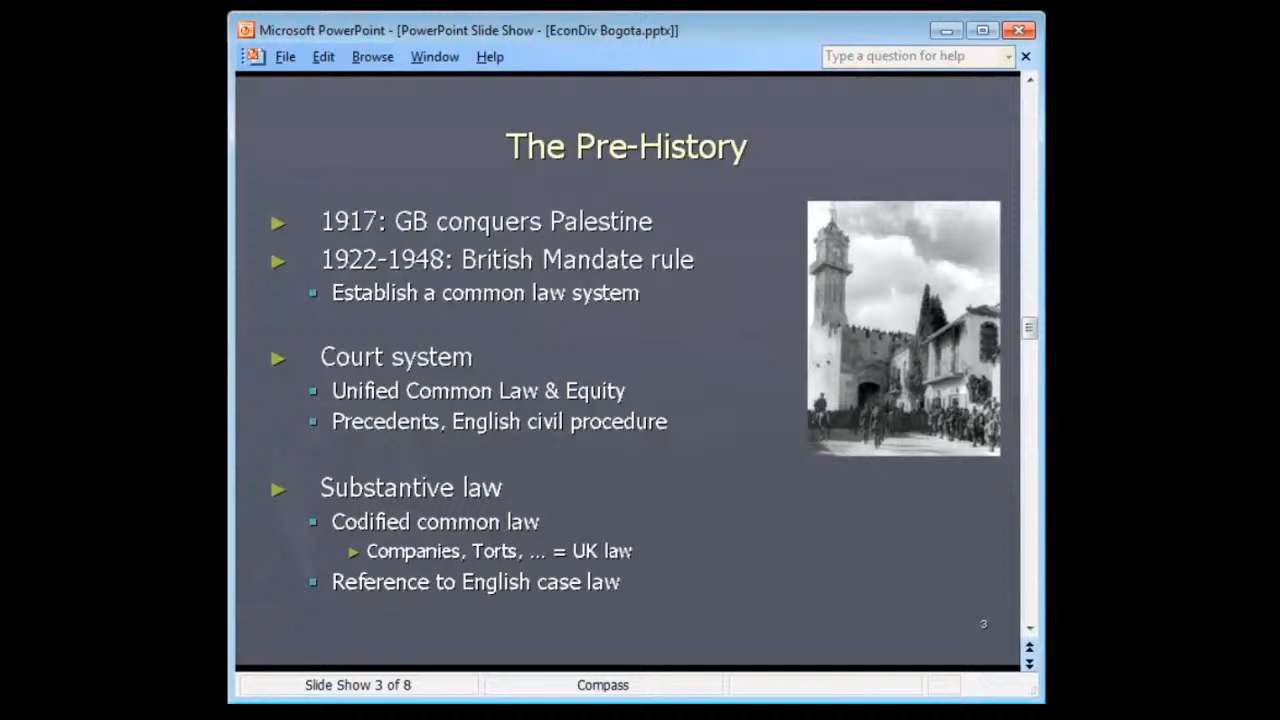 Microsoft PowerPoint - [PowerPoint Slide Show - [EconDiv Bogota.pptx]]
File Edit Browse Window Help
Type a question for help
The Pre-History
1917: GB conquers Palestine
1922-1948: British Mandate rule
Establish a common law system
Court system
Unified Common Law & Equity
Precedents, English civil procedure
Substantive law
Codified common law
Companies, Torts, ... = UK law
Reference to English case law
3
Slide Show 3 of 8
Compass